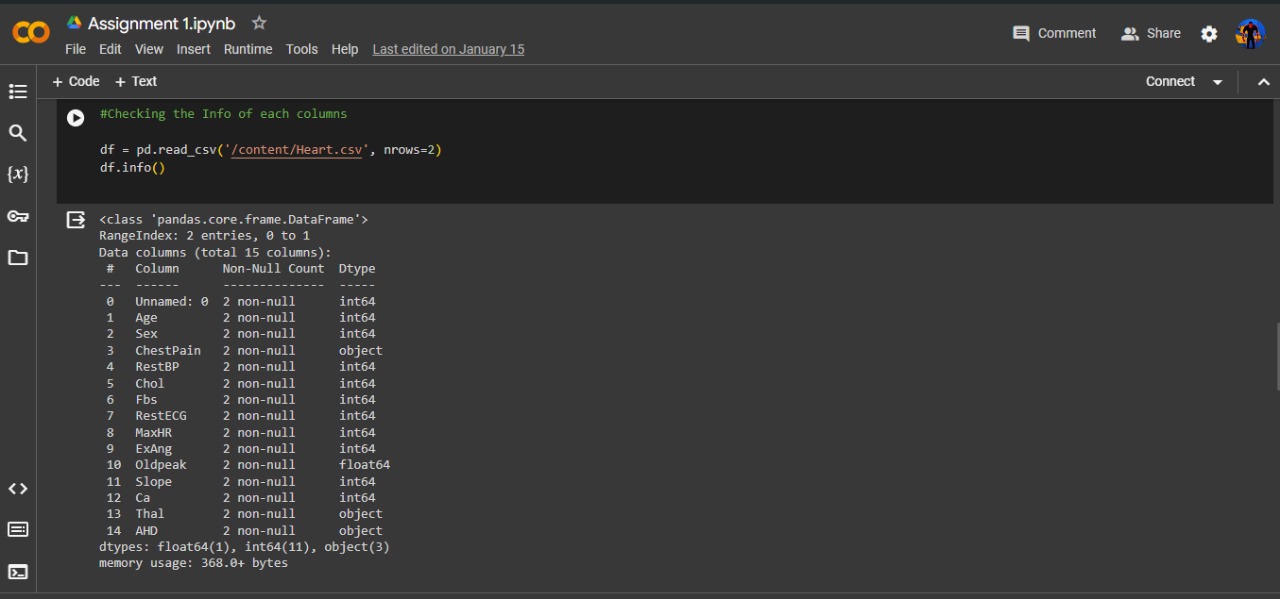 Assignment 1.ipynb
File Edit View Insert Runtime Tools Help Last edited on January 15
Comment Share
+ Code + Text
Connect
#Checking the Info of each columns
df = pd.read_csv('/content/Heart.csv', nrows=2)
df.info()
<class 'pandas.core.frame.DataFrame'>
RangeIndex: 2 entries, 0 to 1
Data columns (total 15 columns):
# Column Non-Null Count Dtype
--- ------ -------------- -----
0 Unnamed: 0 2 non-null int64
1 Age 2 non-null int64
2 Sex 2 non-null int64
3 ChestPain 2 non-null object
4 RestBP 2 non-null int64
5 Chol 2 non-null int64
6 Fbs 2 non-null int64
7 RestECG 2 non-null int64
8 MaxHR 2 non-null int64
9 ExAng 2 non-null int64
10 Oldpeak 2 non-null float64
11 Slope 2 non-null int64
12 Ca 2 non-null int64
13 Thal 2 non-null object
14 AHD 2 non-null object
dtypes: float64(1), int64(11), object(3)
memory usage: 368.0+ bytes